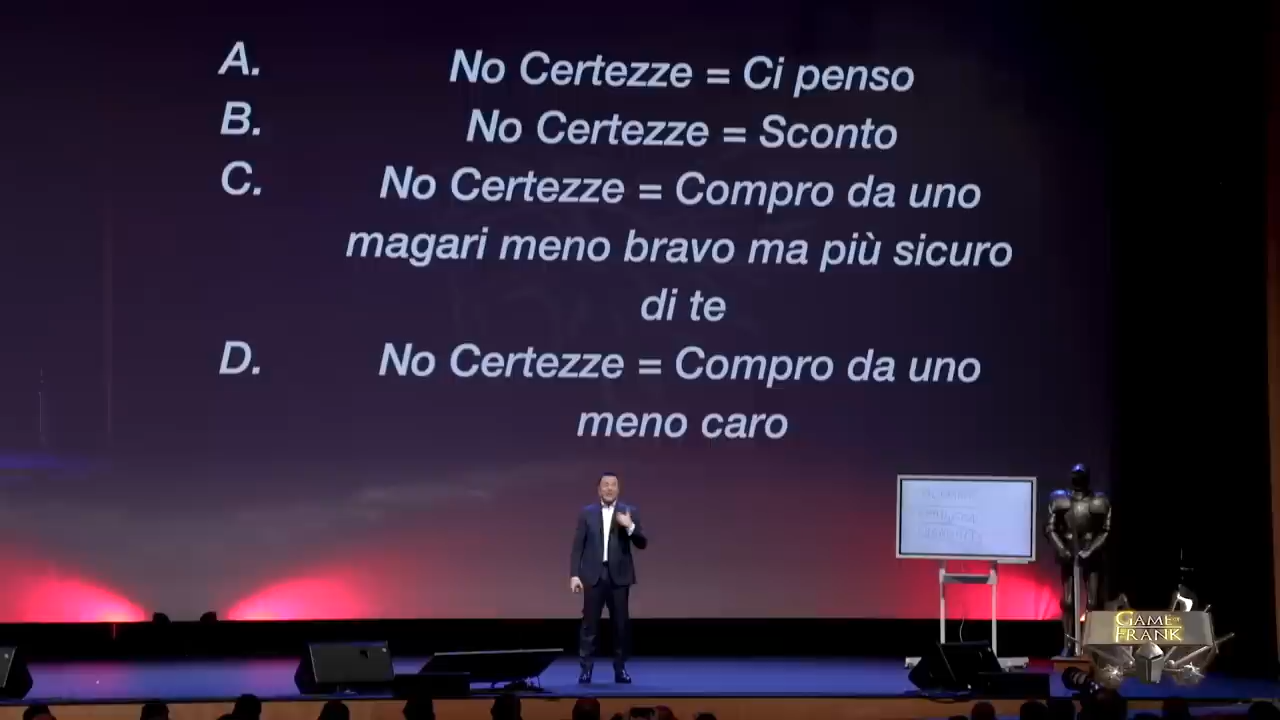 A. No Certezze = Ci penso
B. No Certezze = Sconto
C. No Certezze = Compro da uno
magari meno bravo ma più sicuro
di te
D. No Certezze = Compro da uno
meno caro
GAME OF
FRANK